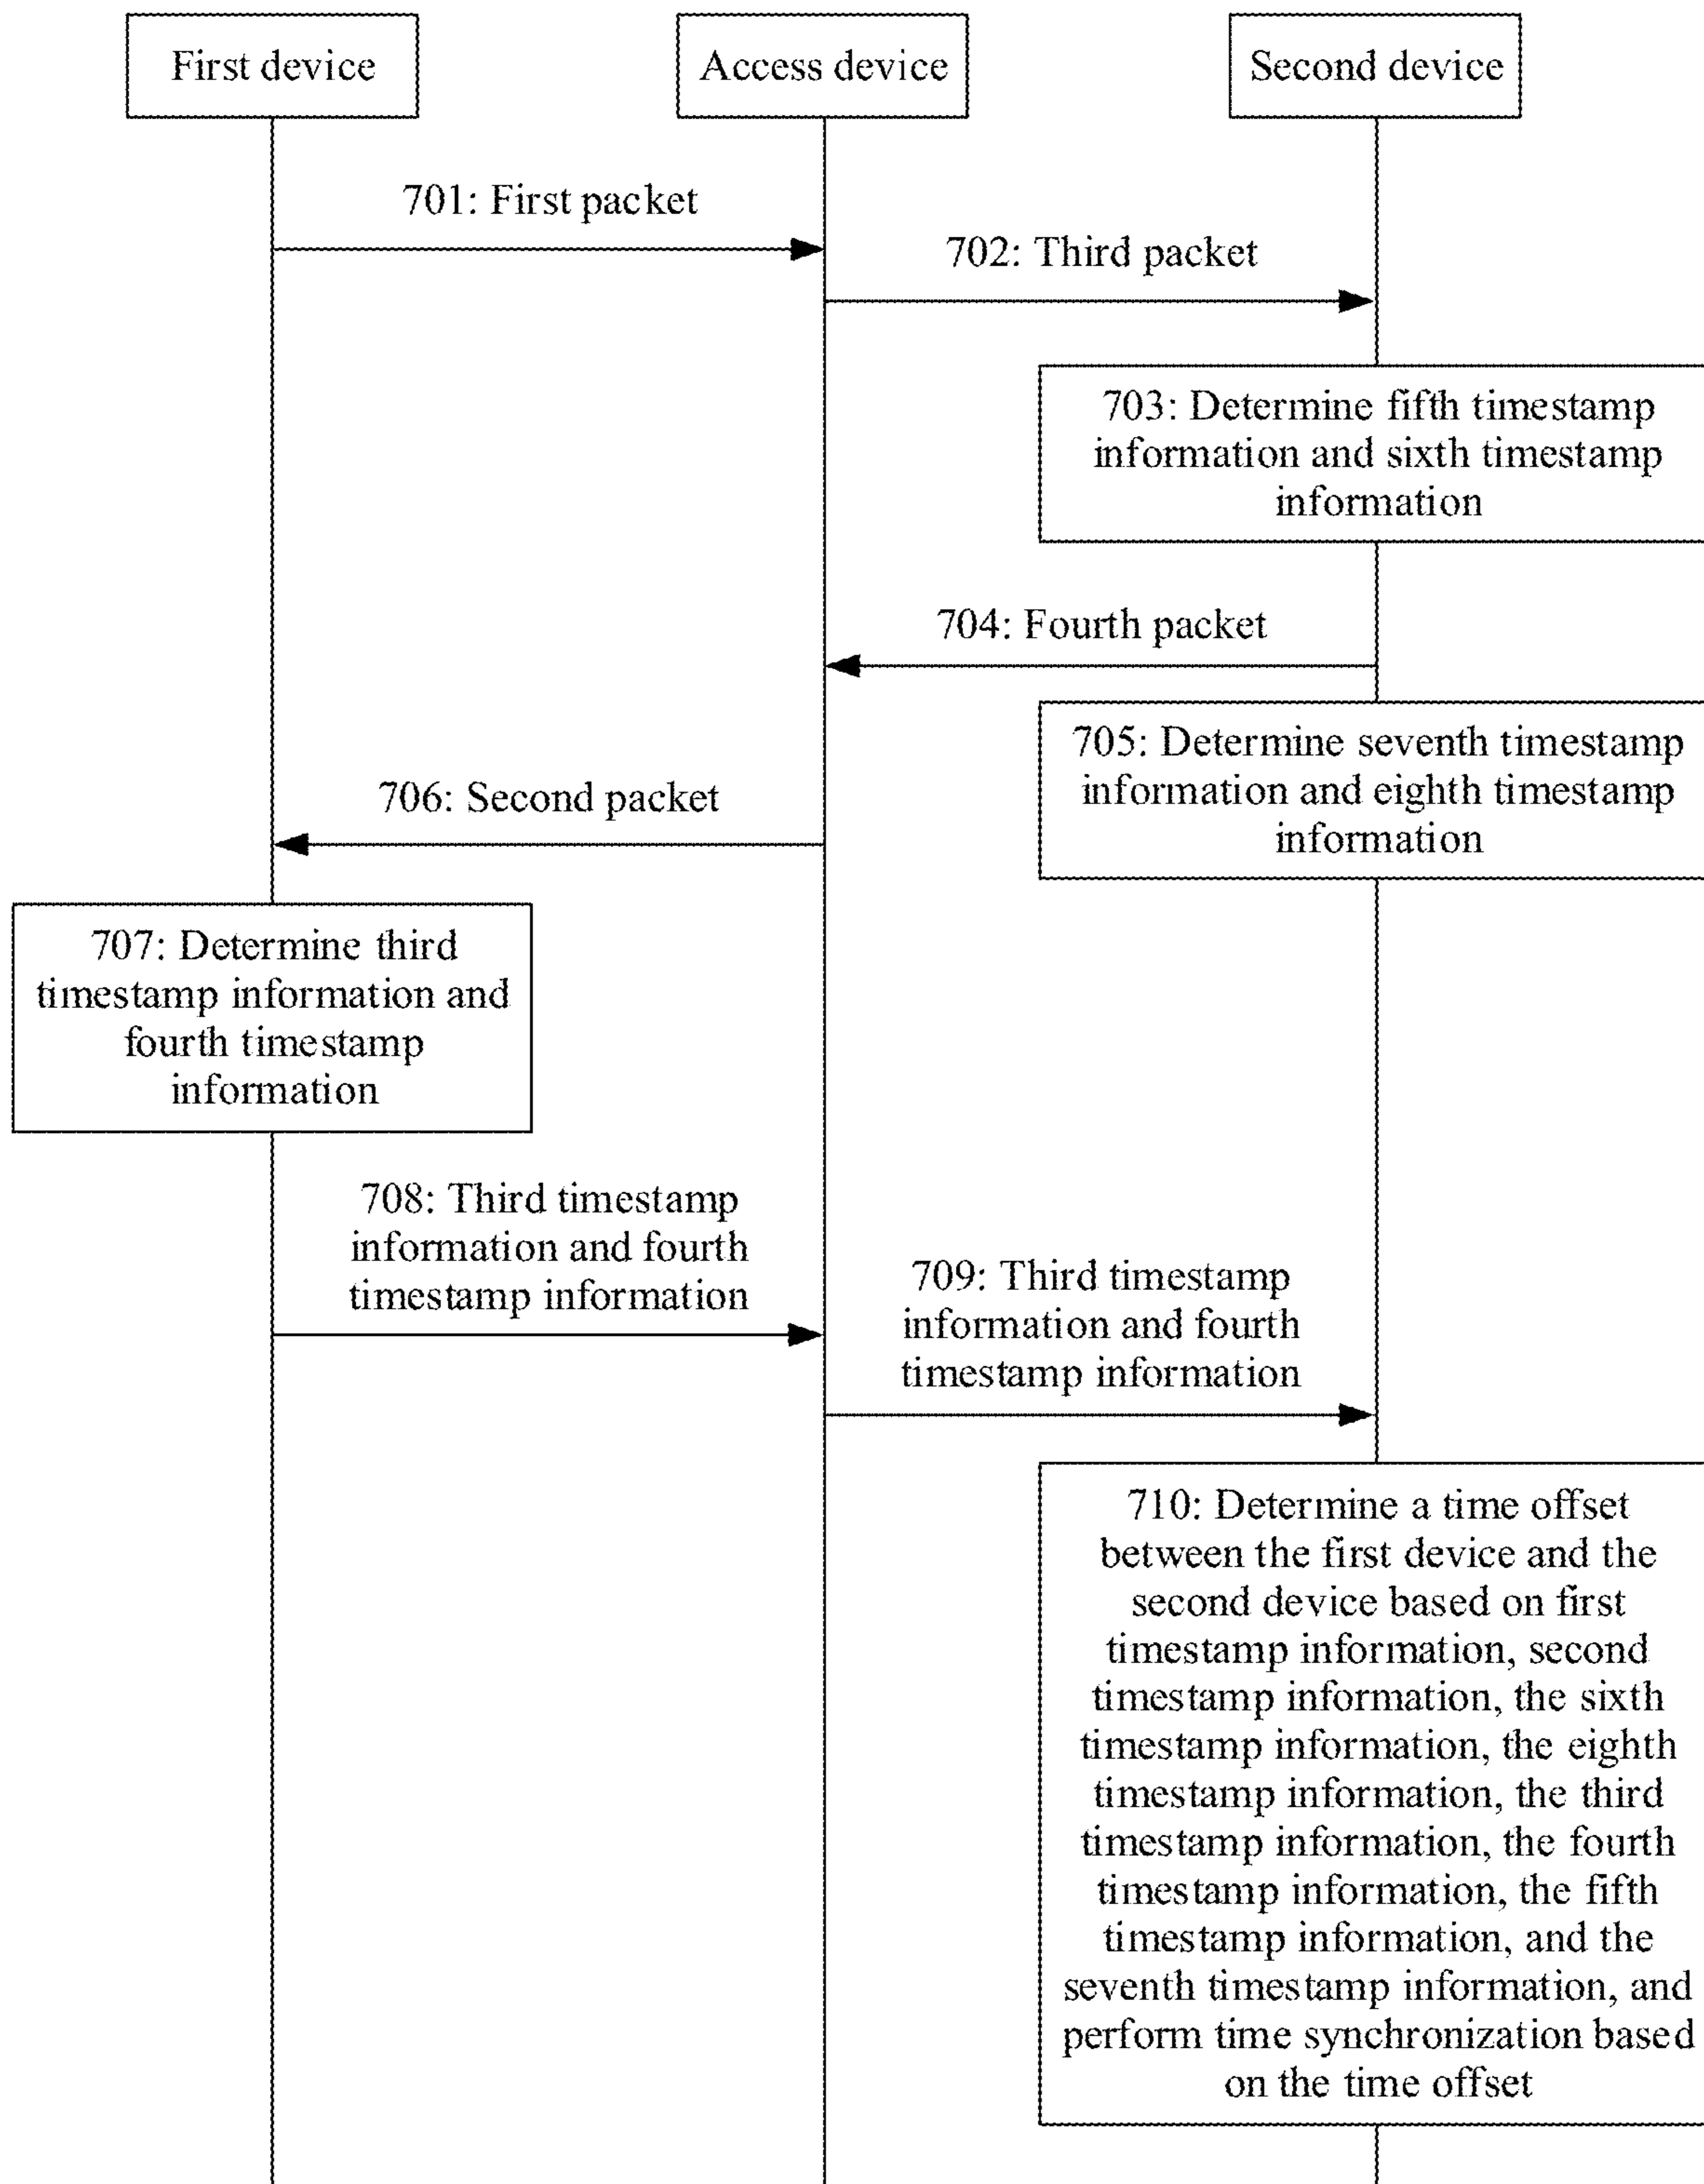 First device
Access device
Second device
701: First packet
702: Third packet
703: Determine fifth timestamp
information and sixth timestamp
information
704: Fourth packet
705: Determine seventh timestamp
information and eighth timestamp
information
706: Second packet
707: Determine third
timestamp information and
fourth timestamp
information
708: Third timestamp
information and fourth
timestamp information
709: Third timestamp
information and fourth
timestamp information
710: Determine a time offset
between the first device and the
second device based on first
timestamp information, second
timestamp information, the sixth
timestamp information, the eighth
timestamp information, the third
timestamp information, the fourth
timestamp information, the fifth
timestamp information, and the
seventh timestamp information, and
perform time synchronization based
on the time offset